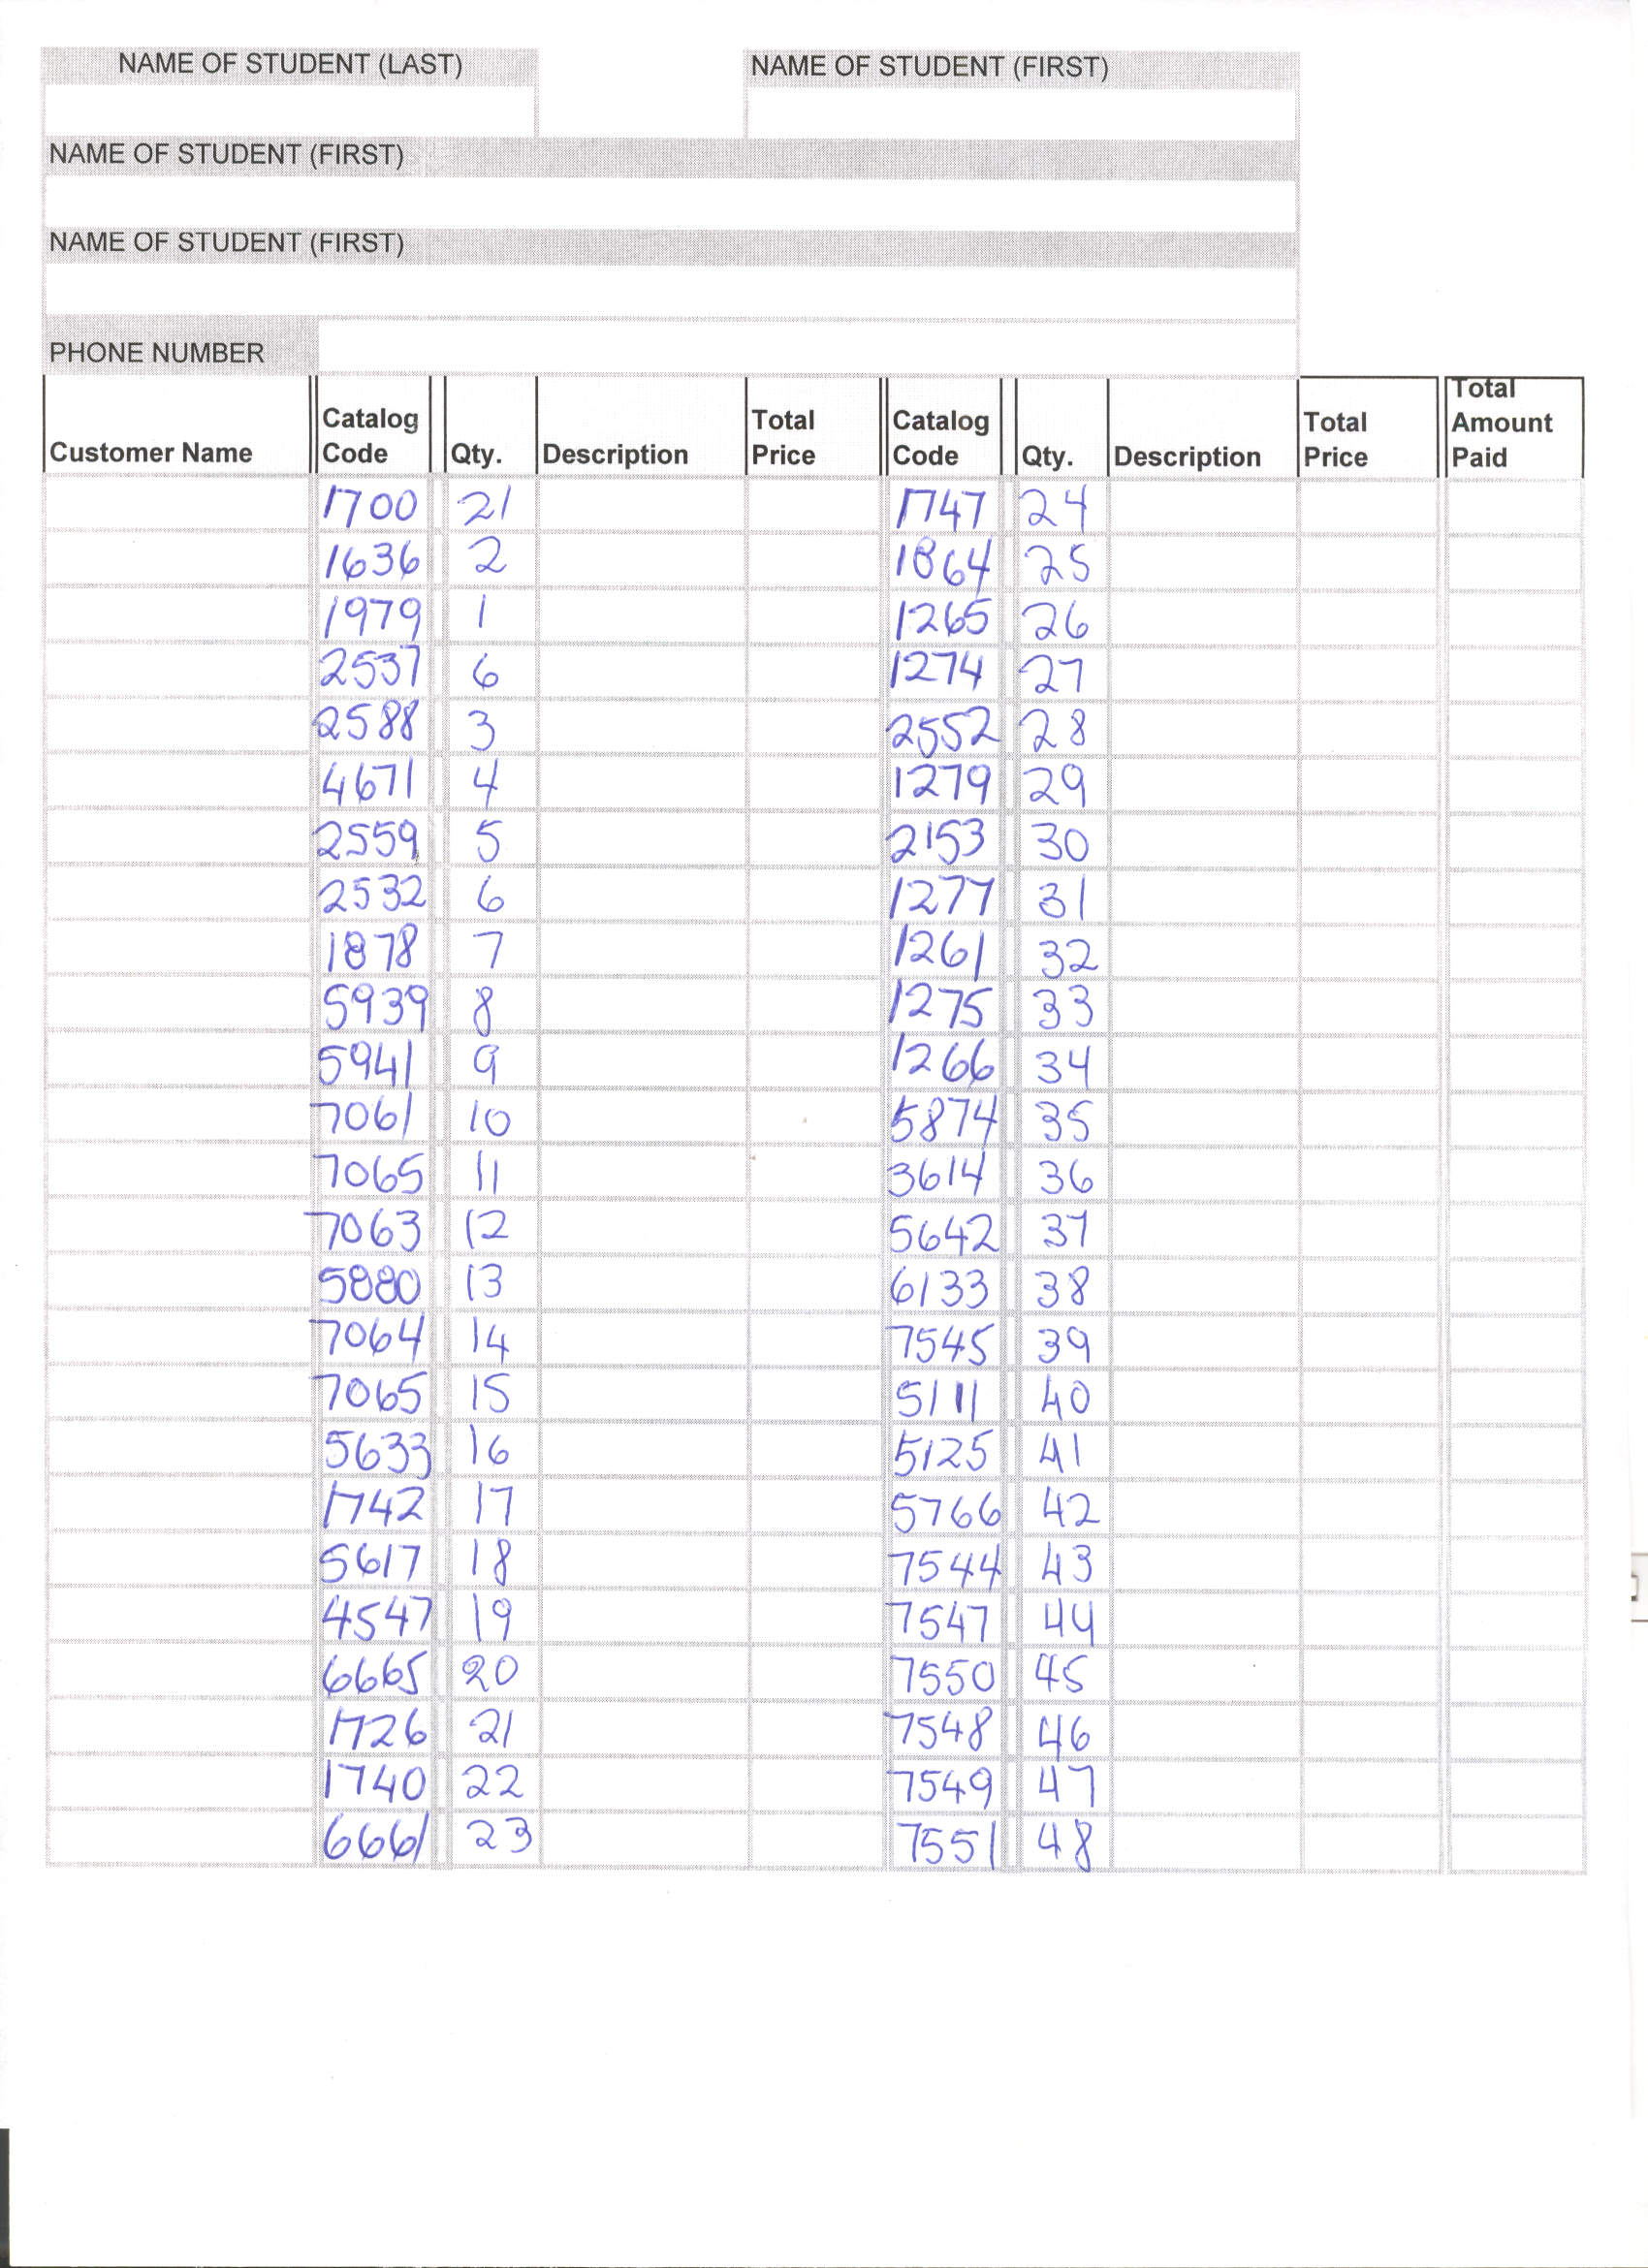 NAME OF STUDENT (LAST) NAME OF STUDENT (FIRST)
NAME OF STUDENT (FIRST)
NAME OF STUDENT (FIRST)
PHONE NUMBER
Customer Name Catalog Code Qty. Description Total Price Catalog Code Qty. Description Total Price Total Amount Paid
1700 21 1747 24
1636 2 1864 25
1979 1 1265 26
2537 6 1274 27
2588 3 2552 28
4671 4 1279 29
2559 5 2153 30
2532 6 1277 31
1878 7 1261 32
5939 8 1275 33
5941 9 1266 34
7061 10 5874 35
7065 11 3614 36
7063 12 5642 37
5880 13 6133 38
7064 14 7545 39
7065 15 5111 40
5633 16 5125 41
1742 17 5766 42
5617 18 7544 43
4547 19 7547 44
6665 20 7550 45
1726 21 7548 46
1740 22 7549 47
6661 23 7551 48